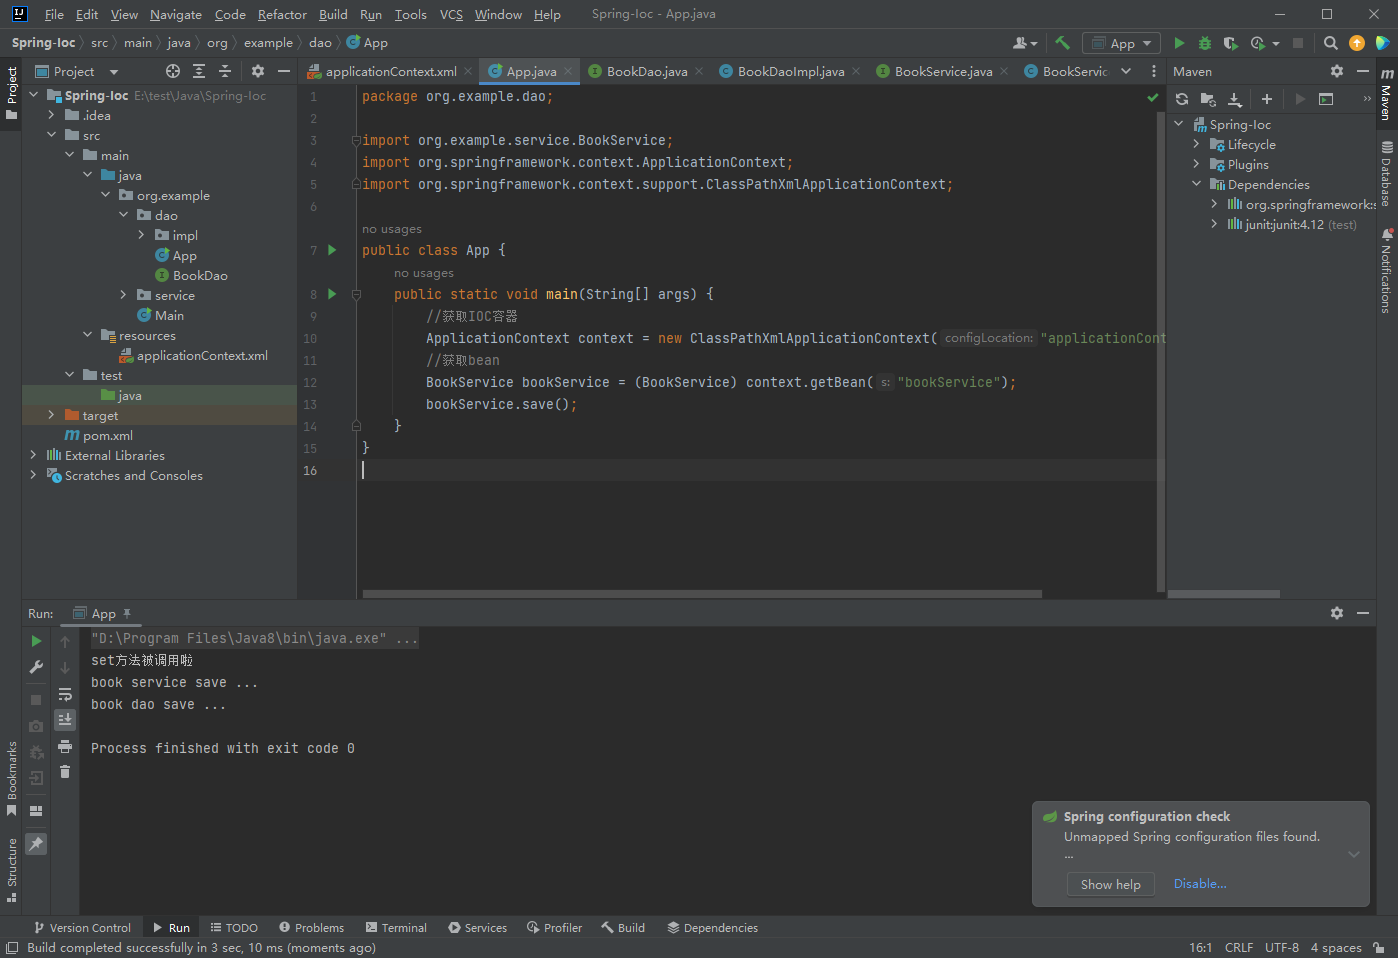 File Edit View Navigate Code Refactor Build Run Tools VCS Window Help Spring-Ioc - App.java
Spring-Ioc src main java org example dao App
App
Project
applicationContext.xml App.java BookDao.java BookDaoImpl.java BookService.java BookServic
Maven
Project
Spring-Ioc E:\test\Java\Spring-Ioc
.idea
src
main
java
org.example
dao
impl
App
BookDao
service
Main
resources
applicationContext.xml
test
java
target
pom.xml
External Libraries
Scratches and Consoles
1 package org.example.dao;
2
3 import org.example.service.BookService;
4 import org.springframework.context.ApplicationContext;
5 import org.springframework.context.support.ClassPathXmlApplicationContext;
6
no usages
7 public class App {
no usages
8 public static void main(String[] args) {
9 //获取IOC容器
10 ApplicationContext context = new ClassPathXmlApplicationContext( configLocation: "applicationCont
11 //获取bean
12 BookService bookService = (BookService) context.getBean( s: "bookService");
13 bookService.save();
14 }
15 }
16
Spring-Ioc
Lifecycle
Plugins
Dependencies
org.springframework:s
junit:junit:4.12 (test)
Maven
Database
Notifications
Run: App
"D:\Program Files\Java8\bin\java.exe" ...
set方法被调用啦
book service save ...
book dao save ...
Process finished with exit code 0
Bookmarks
Structure
Spring configuration check
Unmapped Spring configuration files found.
...
Show help Disable...
Version Control Run TODO Problems Terminal Services Profiler Build Dependencies
Build completed successfully in 3 sec, 10 ms (moments ago)
16:1 CRLF UTF-8 4 spaces